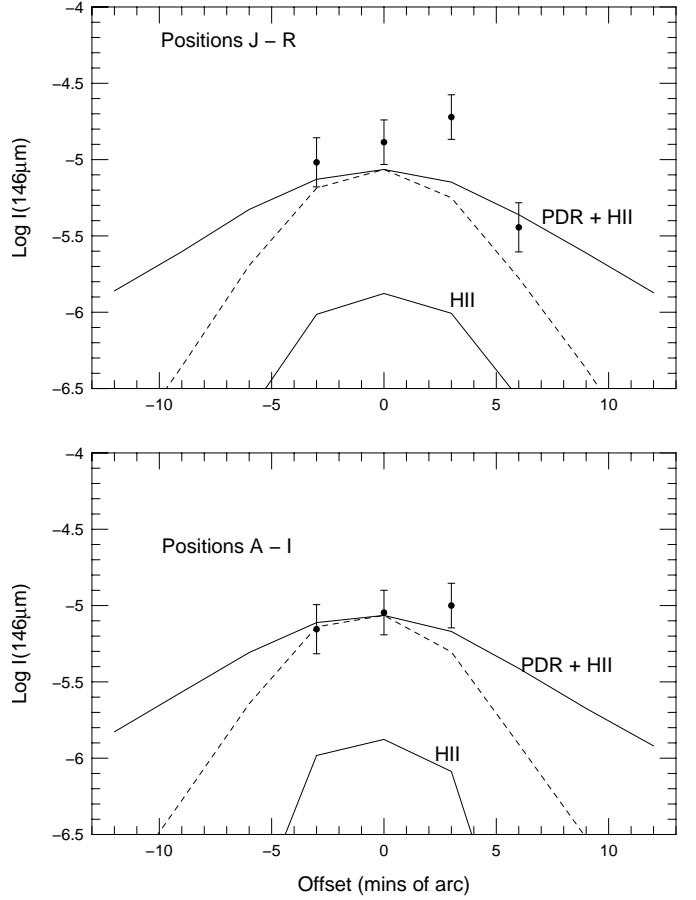 −4
Positions J − R
−4.5
−5
Log I(146μm)
PDR + HII
−5.5
HII
−6
−6.5
−10 −5 0 5 10
−4
−4.5
Positions A − I
−5
Log I(146μm)
PDR + HII
−5.5
HII
−6
−6.5
−10 −5 0 5 10
Offset (mins of arc)